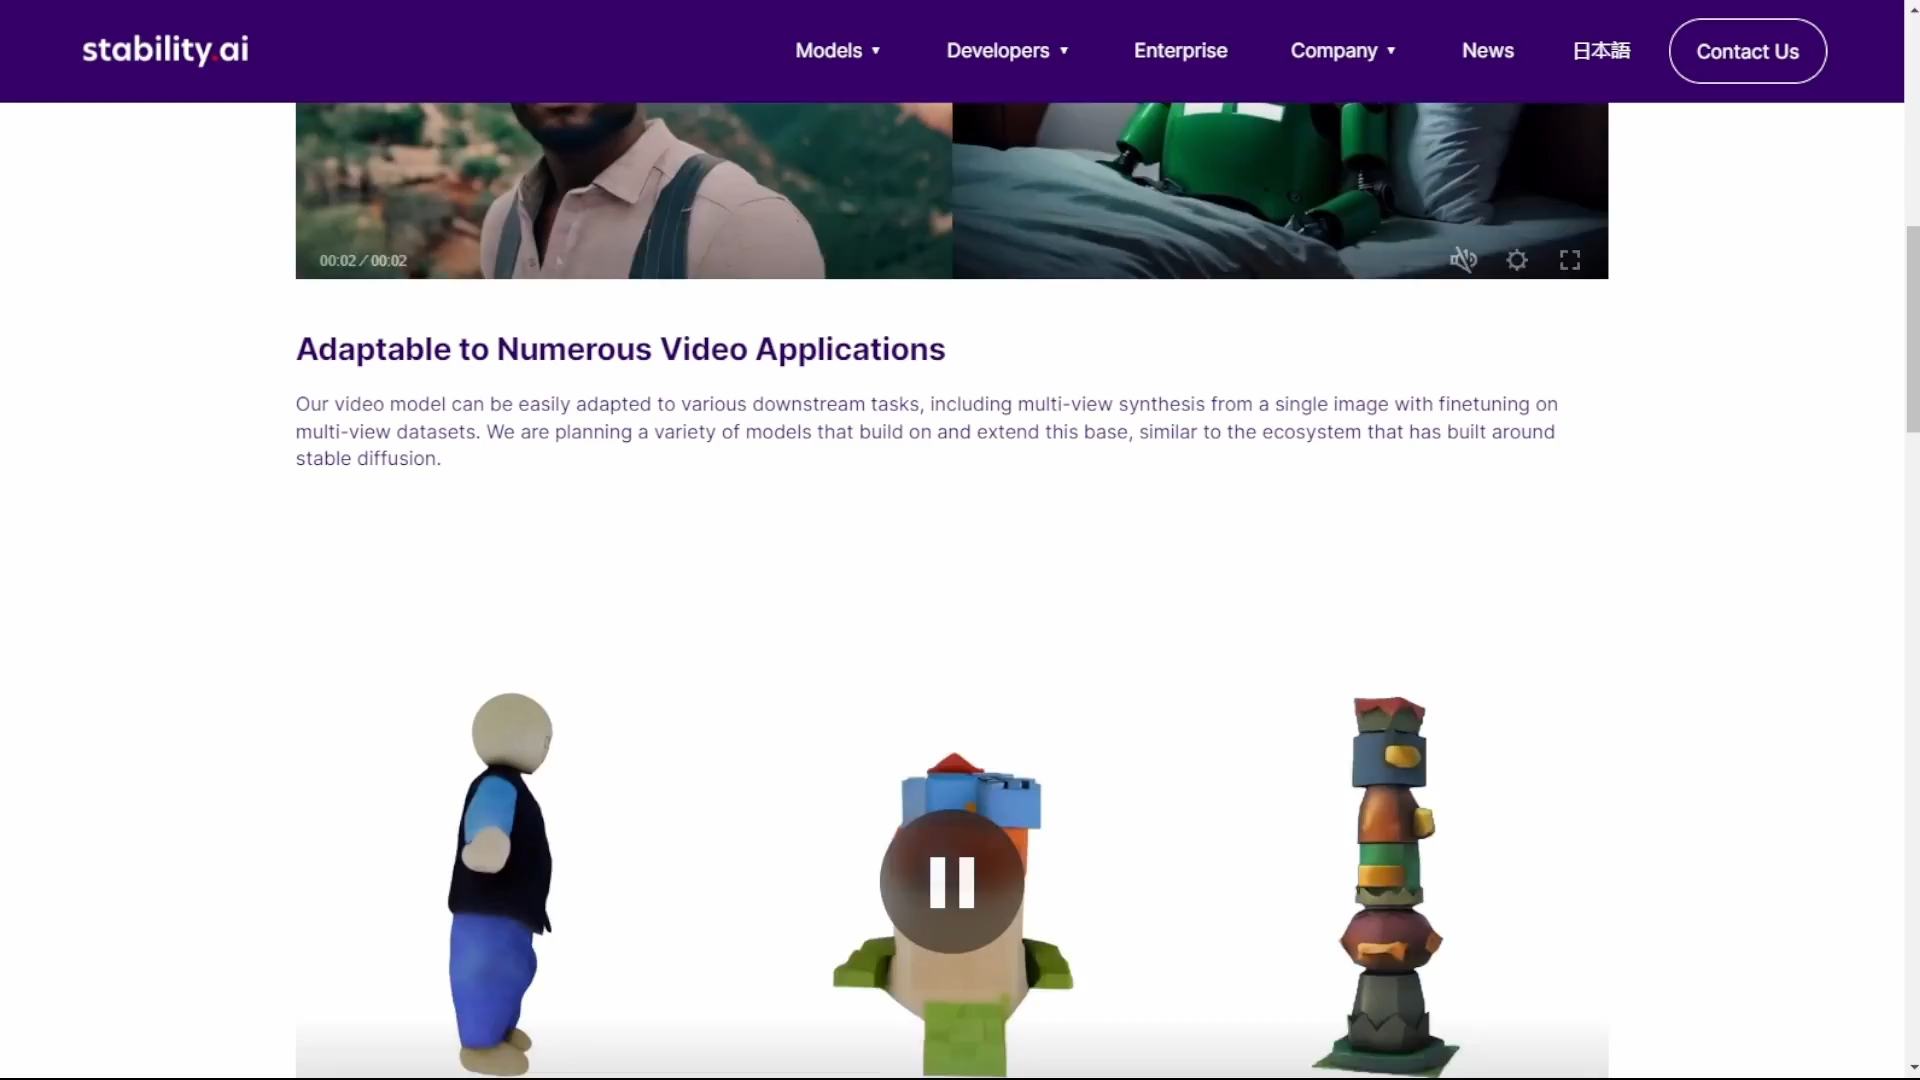 stability.ai
Models ▼ Developers ▼ Enterprise Company ▼ News 日本語 Contact Us
00:02 / 00:02
Adaptable to Numerous Video Applications
Our video model can be easily adapted to various downstream tasks, including multi-view synthesis from a single image with finetuning on
multi-view datasets. We are planning a variety of models that build on and extend this base, similar to the ecosystem that has built around
stable diffusion.